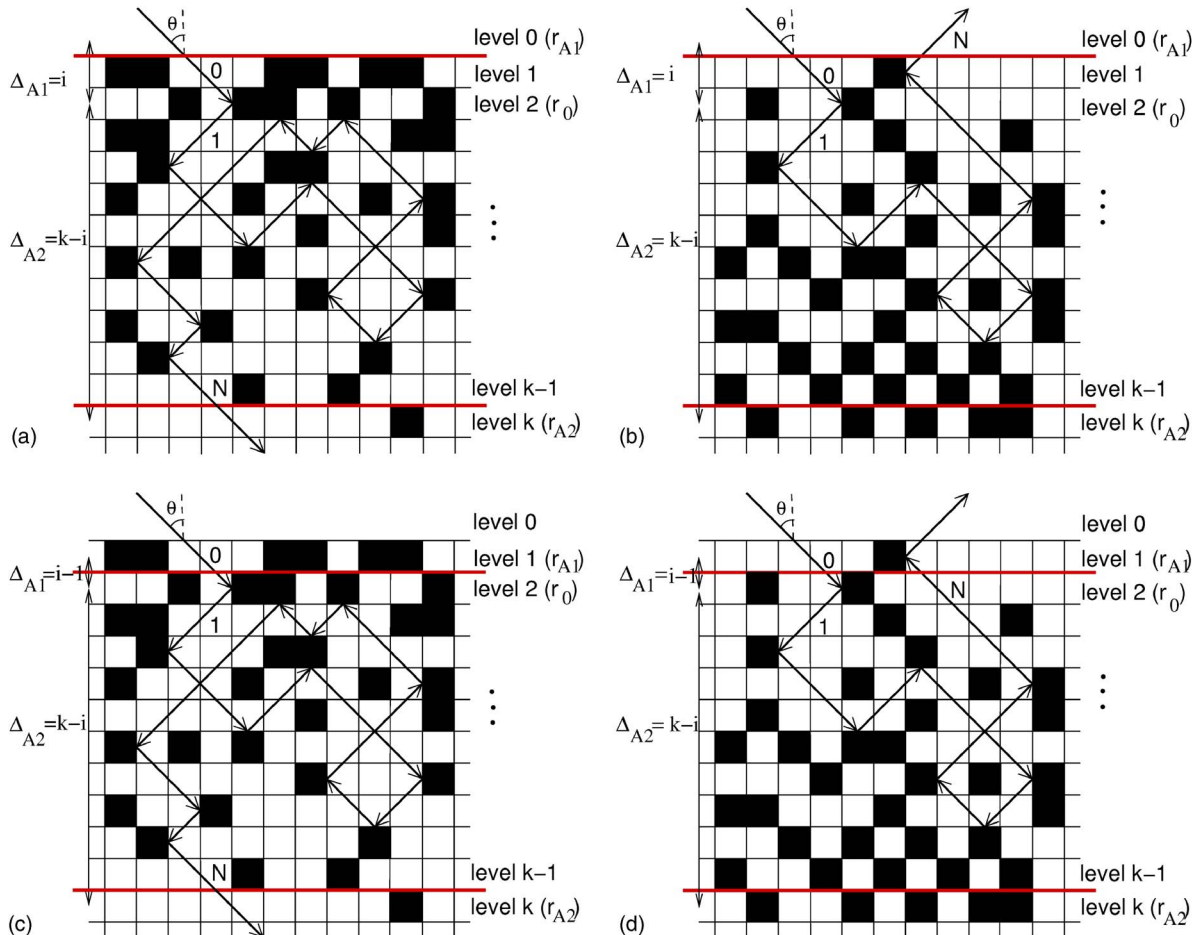 θ
level 0 (r_A1)
0
level 1
Δ_A1=i
level 2 (r_0)
1
Δ_A2=k-i
N
level k-1
level k (r_A2)
(a)
θ
N
level 0 (r_A1)
0
level 1
Δ_A1=i
level 2 (r_0)
1
Δ_A2=k-i
level k-1
level k (r_A2)
(b)
θ
level 0
0
level 1 (r_A1)
Δ_A1=i-1
level 2 (r_0)
1
Δ_A2=k-i
N
level k-1
level k (r_A2)
(c)
θ
level 0
0
level 1 (r_A1)
Δ_A1=i-1
N
level 2 (r_0)
1
Δ_A2=k-i
level k-1
level k (r_A2)
(d)